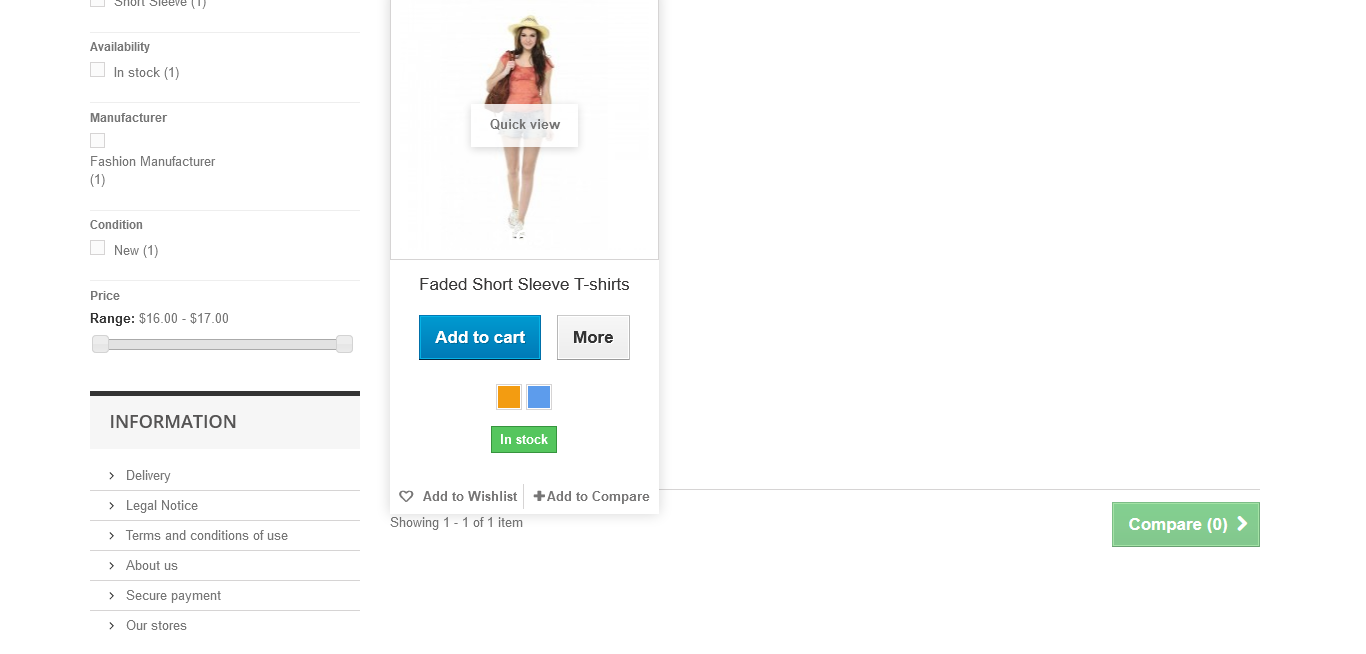 Short Sleeve (1)
Availability
In stock (1)
Manufacturer
Fashion Manufacturer
(1)
Condition
New (1)
Price
Range: $16.00 - $17.00
INFORMATION
Delivery
Legal Notice
Terms and conditions of use
About us
Secure payment
Our stores
Quick view
Faded Short Sleeve T-shirts
Add to cart
More
In stock
Add to Wishlist
Add to Compare
Showing 1 - 1 of 1 item
Compare (0)